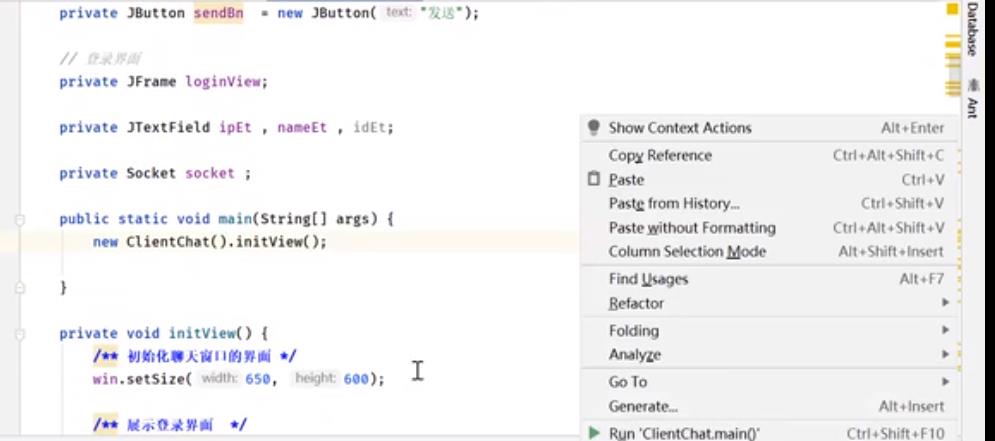 private JButton sendBn  = new JButton( text: "发送");
// 登录界面
private JFrame loginView;
private JTextField ipEt , nameEt , idEt;
private Socket socket ;
public static void main(String[] args) {
new ClientChat().initView();
}
private void initView() {
/** 初始化聊天窗口的界面 */
win.setSize( width: 650,  height: 600);
/** 展示登录界面  */
Show Context Actions Alt+Enter
Copy Reference Ctrl+Alt+Shift+C
Paste Ctrl+V
Paste from History... Ctrl+Shift+V
Paste without Formatting Ctrl+Alt+Shift+V
Column Selection Mode Alt+Shift+Insert
Find Usages Alt+F7
Refactor
Folding
Analyze
Go To
Generate... Alt+Insert
Run 'ClientChat.main()' Ctrl+Shift+F10
Database
Ant